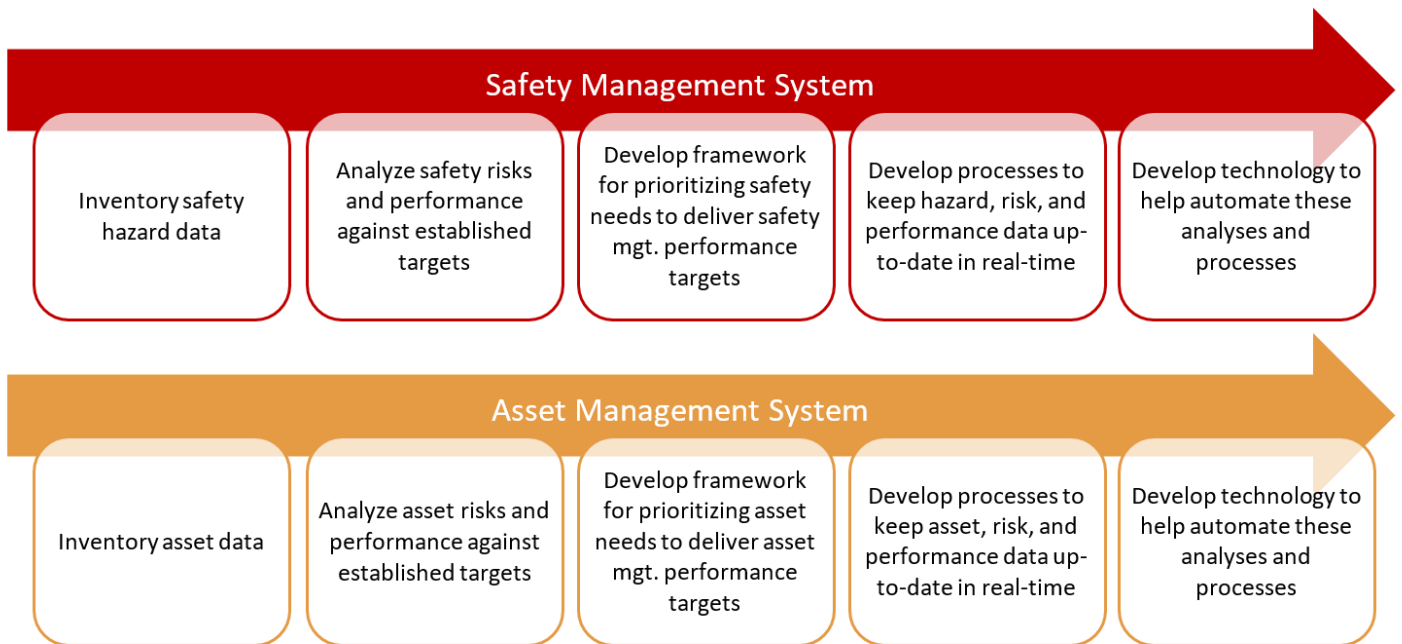 Safety Management System
Inventory safety
hazard data
Analyze safety risks
and performance
against established
targets
Develop framework
for prioritizing safety
needs to deliver safety
mgt. performance
targets
Develop processes to
keep hazard, risk, and
performance data up-
to-date in real-time
Develop technology to
help automate these
analyses and
processes
Asset Management System
Inventory asset data
Analyze asset risks and
performance against
established targets
Develop framework
for prioritizing asset
needs to deliver asset
mgt. performance
targets
Develop processes to
keep asset, risk, and
performance data up-
to-date in real-time
Develop technology to
help automate these
analyses and
processes